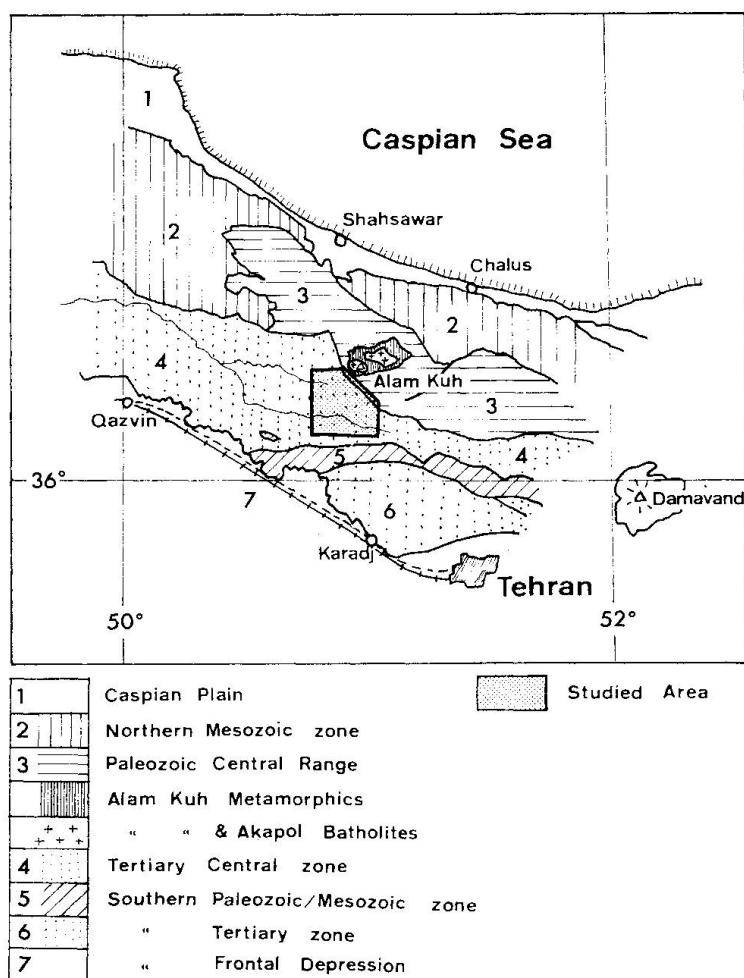 1
Caspian Sea
Shahsawar
2
Chalus
3
2
4
Alam Kuh
3
Qazvin
4
5
36°
7
6
Damavand
Karadj
Tehran
50°
52°
1 Caspian Plain
Studied Area
2 Northern Mesozoic zone
3 Paleozoic Central Range
Alam Kuh Metamorphics
" " & Akapol Batholites
4 Tertiary Central zone
5 Southern Paleozoic/Mesozoic zone
6 " Tertiary zone
7 " Frontal Depression